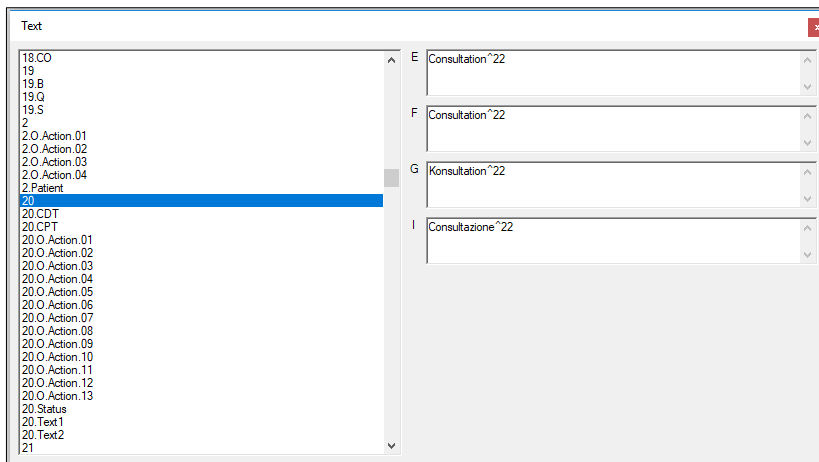 Text
x
18.CO
19
19.B
19.Q
19.S
2
2.O.Action.01
2.O.Action.02
2.O.Action.03
2.O.Action.04
2.Patient
20
20.CDT
20.CPT
20.O.Action.01
20.O.Action.02
20.O.Action.03
20.O.Action.04
20.O.Action.05
20.O.Action.06
20.O.Action.07
20.O.Action.08
20.O.Action.09
20.O.Action.10
20.O.Action.11
20.O.Action.12
20.O.Action.13
20.Status
20.Text1
20.Text2
21
E Consultation^22
F Consultation^22
G Konsultation^22
I Consultazione^22